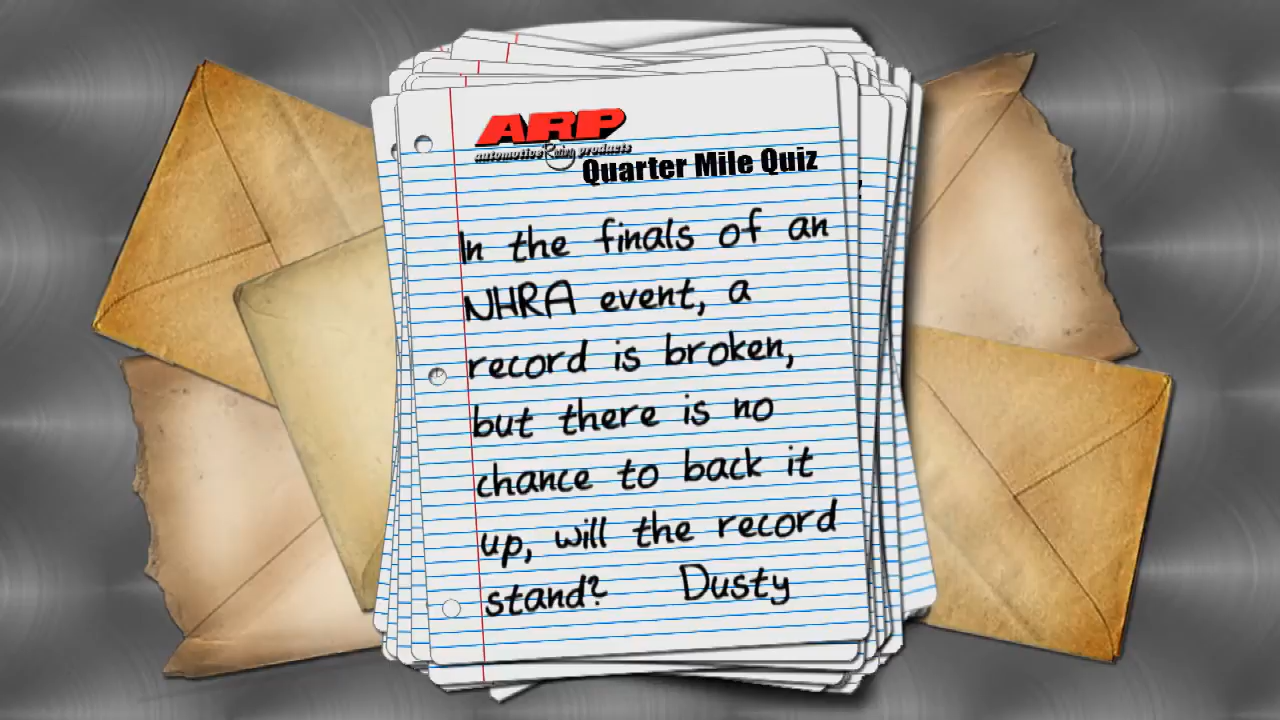 ARP
automotive Racing products
Quarter Mile Quiz
In the finals of an
NHRA event, a
record is broken,
but there is no
chance to back it
up, will the record
stand? Dusty